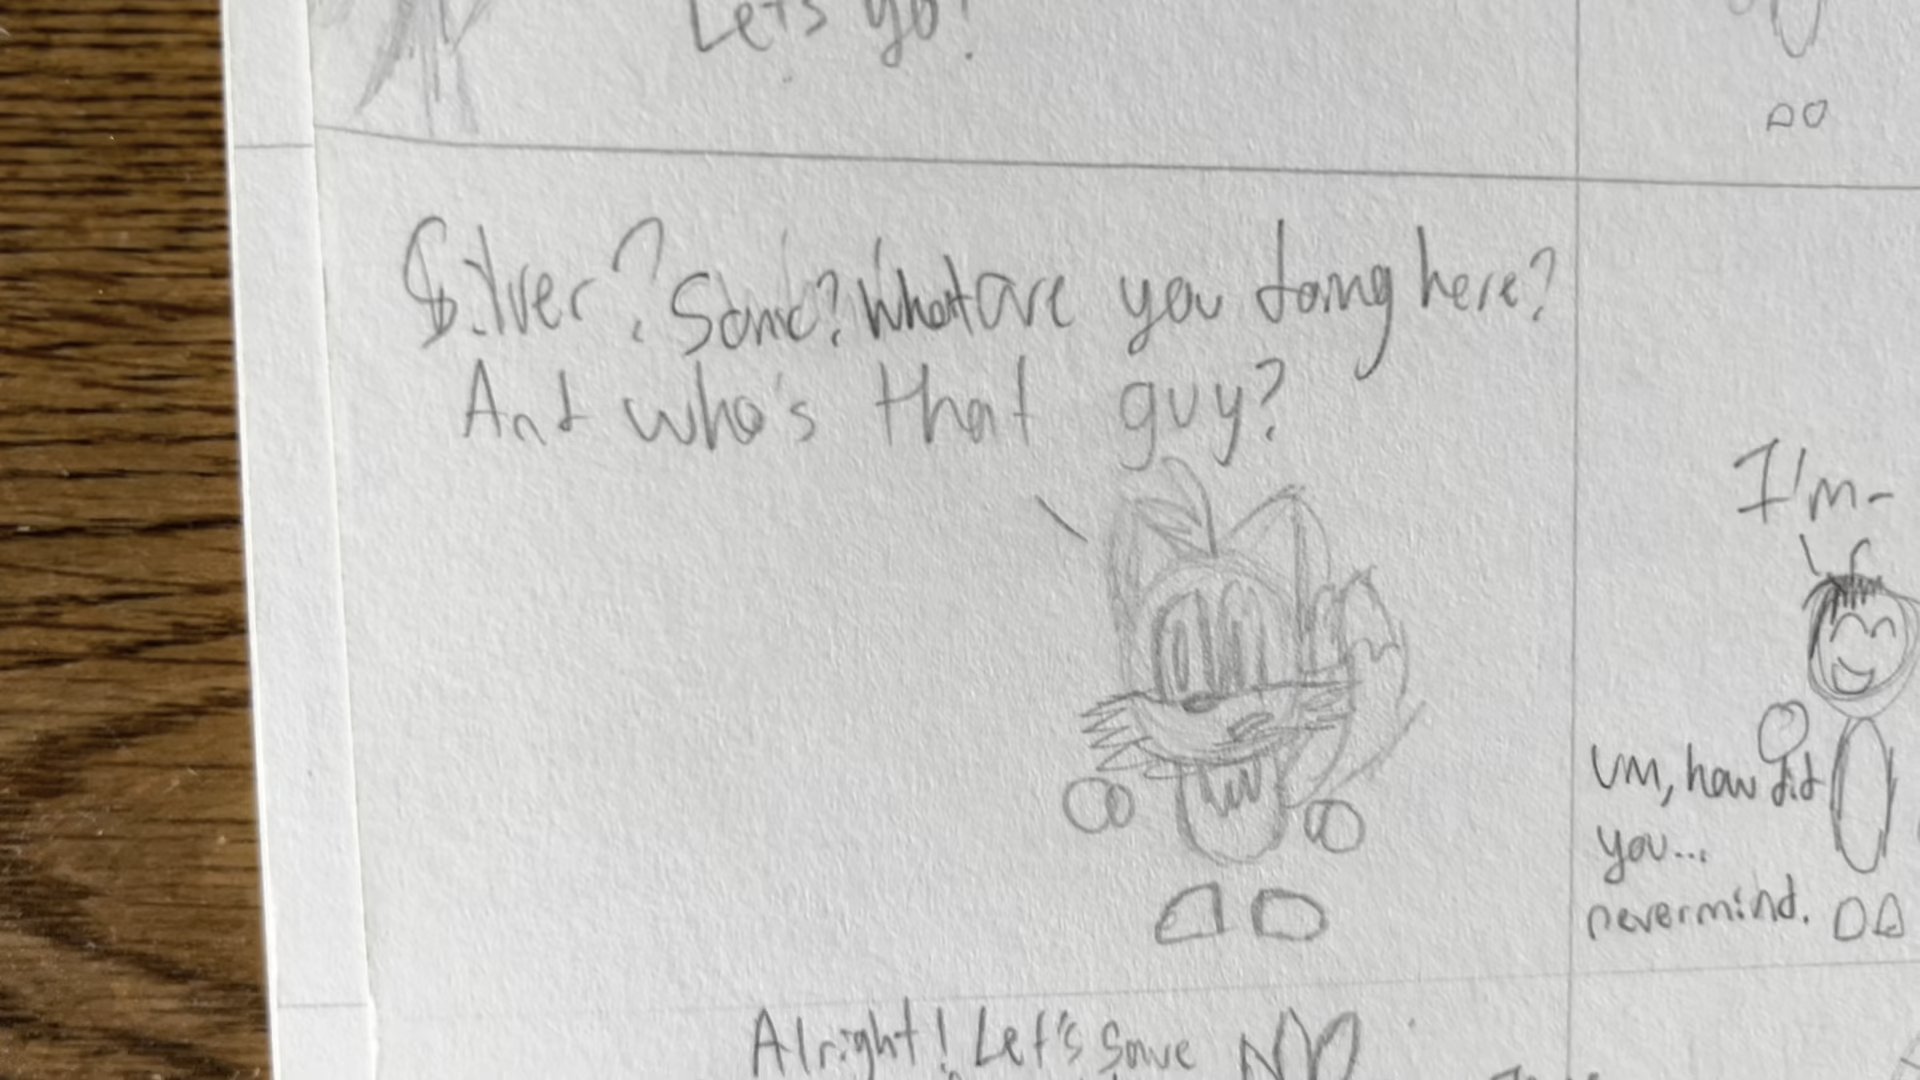 Let's go!
Silver? Sonic? What are you doing here?
And who's that guy?
I'm-
Um, how did
you...
nevermind.
Alright! Let's save